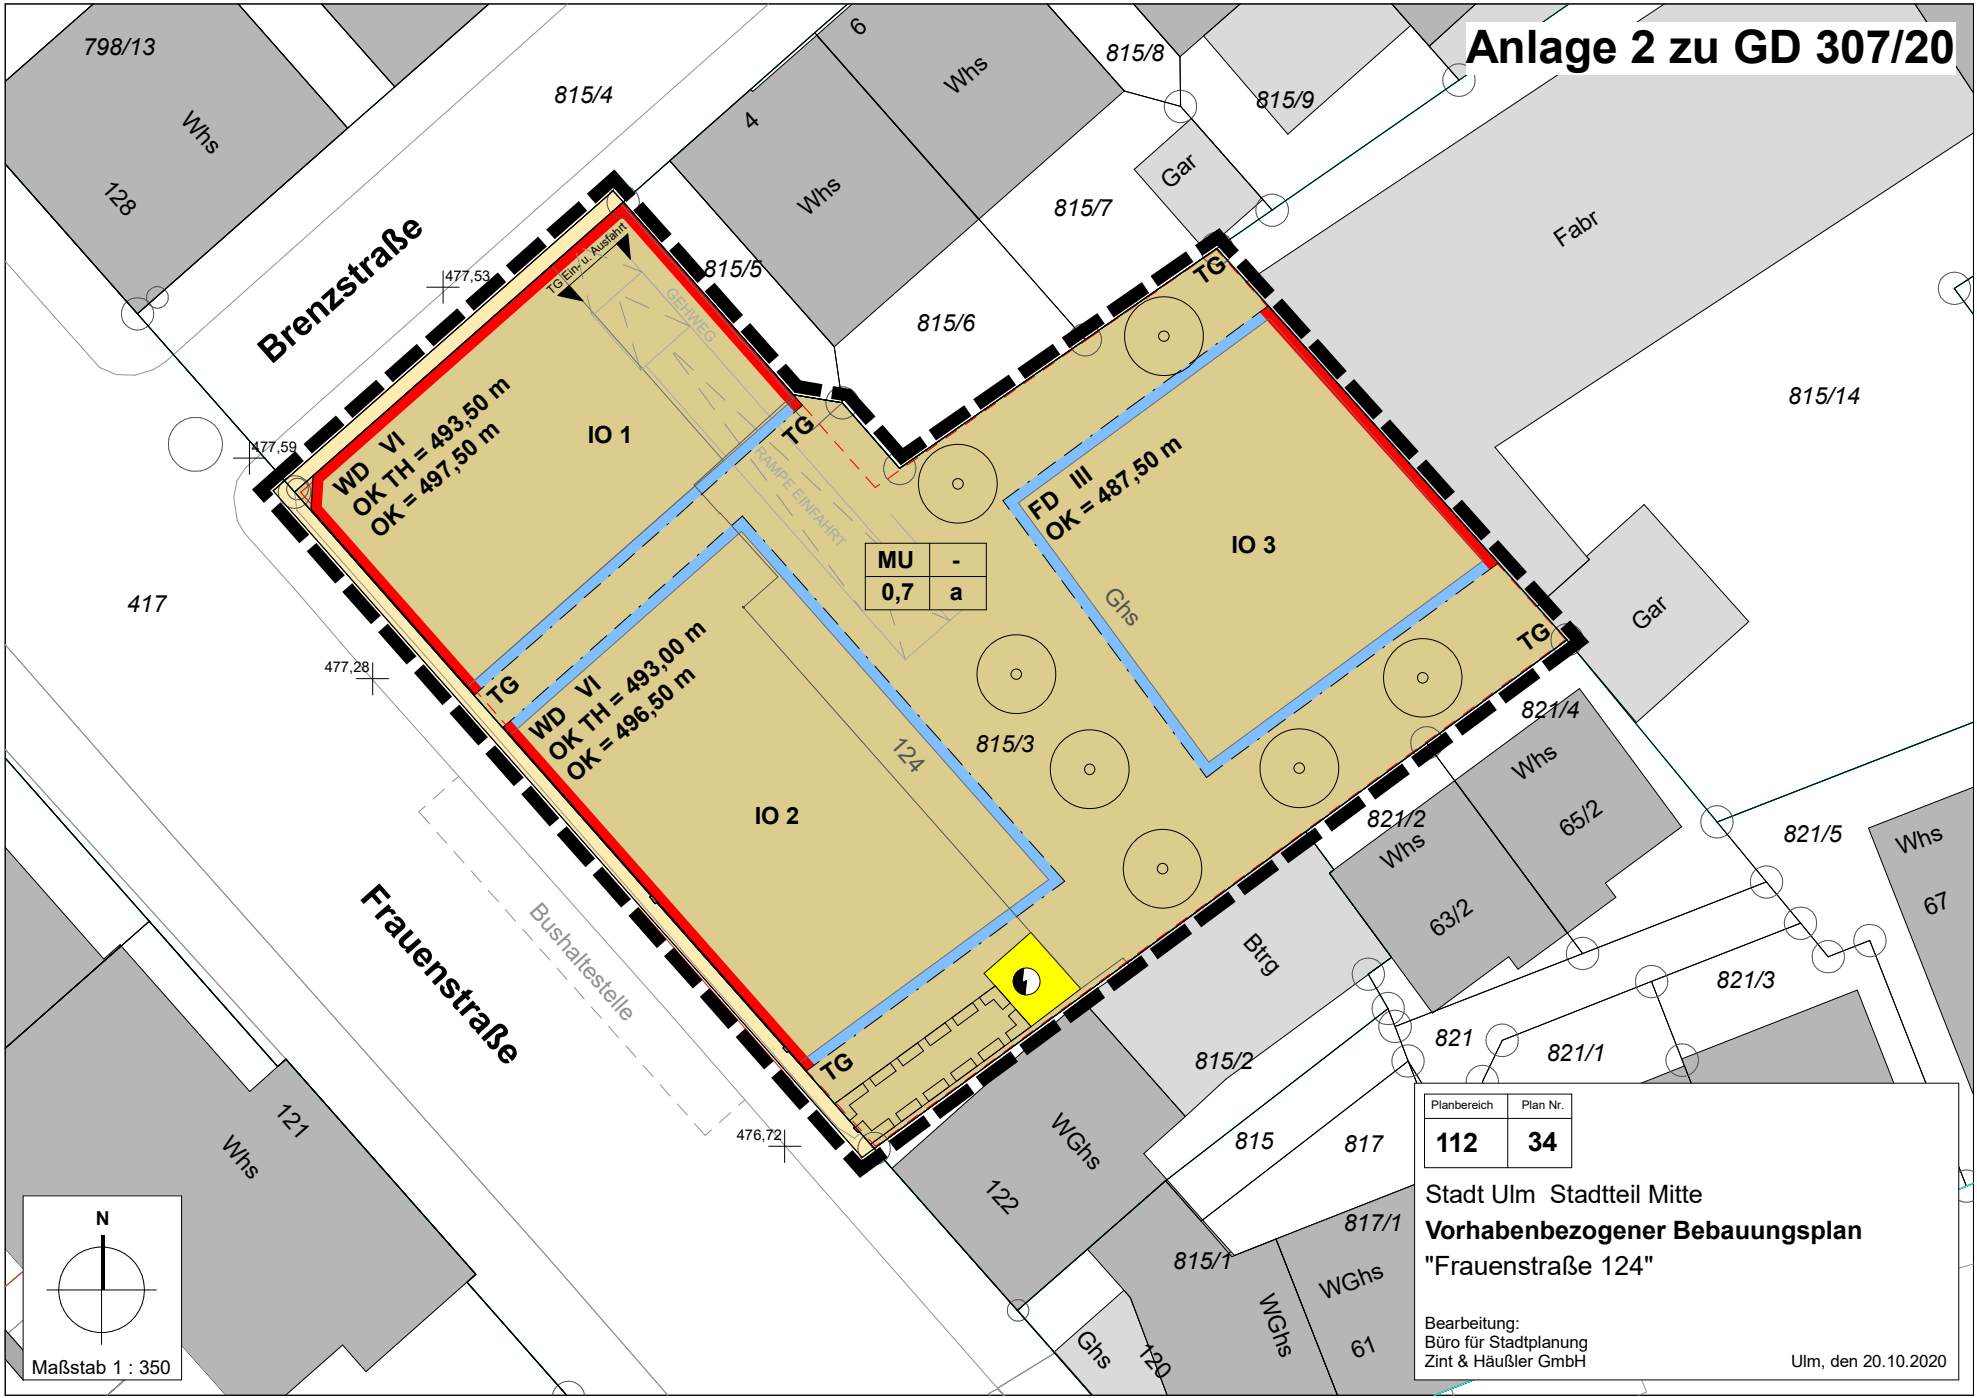 Anlage 2 zu GD 307/20
798/13
Whs
128
815/4
6
Whs
4
Whs
815/8
815/9
Gar
815/7
Fabr
Brenzstraße
477,53
TG Ein- u. Ausfahrt
GEHWEG
815/5
815/6
TG
815/14
477,59
WD VI
OK TH = 493,50 m
OK = 497,50 m
IO 1
TG
RAMPE EINFAHRT
FD III
OK = 487,50 m
IO 3
MU -
0,7 a
Ghs
417
Gar
TG
477,28
TG
WD VI
OK TH = 493,00 m
OK = 496,50 m
IO 2
124
815/3
821/4
Whs
65/2
821/2
Whs
63/2
821/5
Whs
67
Frauenstraße
Bushaltestelle
Btrg
821/3
821
821/1
815/2
TG
476,72
121
Whs
WGhs
122
815
817
817/1
815/1
WGhs
WGhs
61
Ghs
120
N
Maßstab 1 : 350
Planbereich Plan Nr.
112 34
Stadt Ulm Stadtteil Mitte
Vorhabenbezogener Bebauungsplan
"Frauenstraße 124"
Bearbeitung:
Büro für Stadtplanung
Zint & Häußler GmbH
Ulm, den 20.10.2020